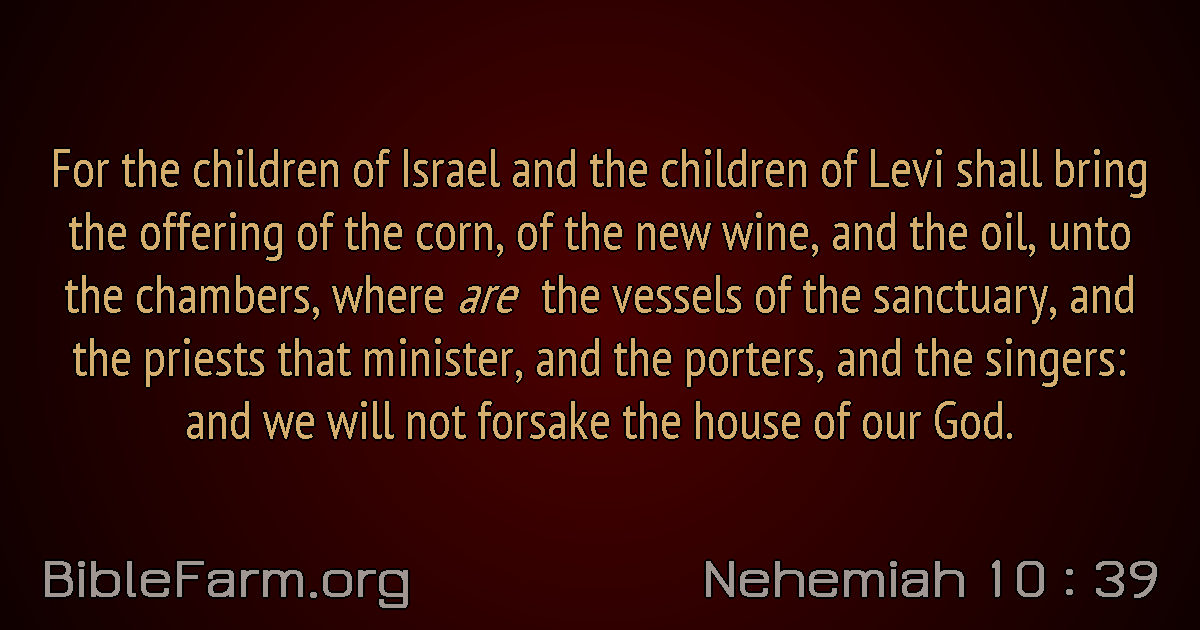 For the children of Israel and the children of Levi shall bring
the offering of the corn, of the new wine, and the oil, unto
the chambers, where are the vessels of the sanctuary, and
the priests that minister, and the porters, and the singers:
and we will not forsake the house of our God.
BibleFarm.org
Nehemiah 10 : 39